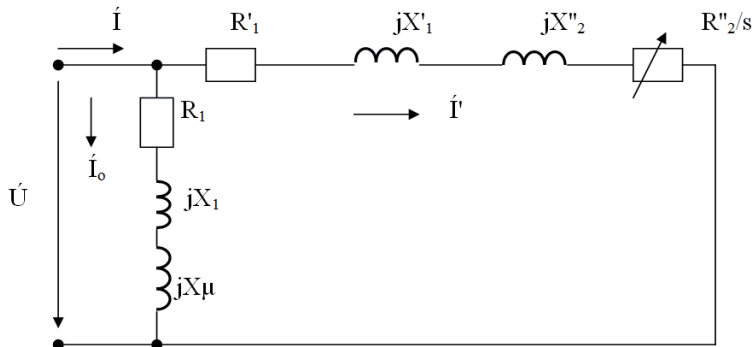 Í
R'₁
jX'₁
jX"₂
R"₂/s
R₁
Í'
Íₒ
Ú
jX₁
jXμ